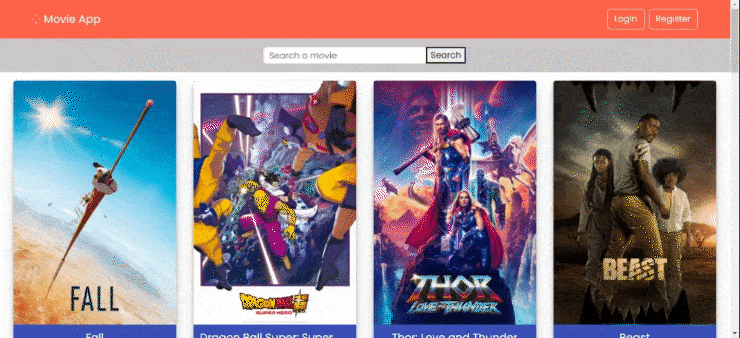 Movie App
Login Register
Search a movie Search
FALL
DRAGON BALL SUPER
SUPER HERO
THOR
LOVE AND THUNDER
BEAST
Fall
Dragon Ball Super: Super ...
Thor: Love and Thunder
Beast